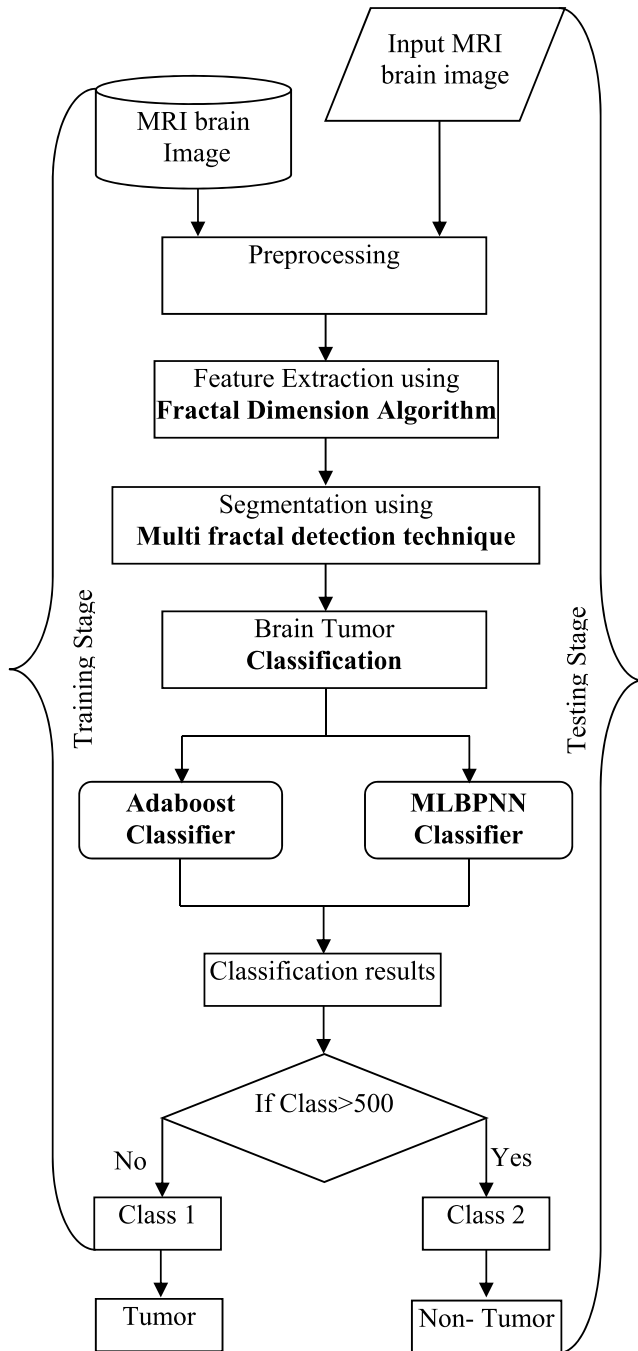 Input MRI
brain image
MRI brain
Image
Preprocessing
Feature Extraction using
Fractal Dimension Algorithm
Segmentation using
Multi fractal detection technique
Brain Tumor
Classification
Training Stage
Testing Stage
Adaboost
Classifier
MLBPNN
Classifier
Classification results
If Class>500
No
Yes
Class 1
Class 2
Tumor
Non- Tumor